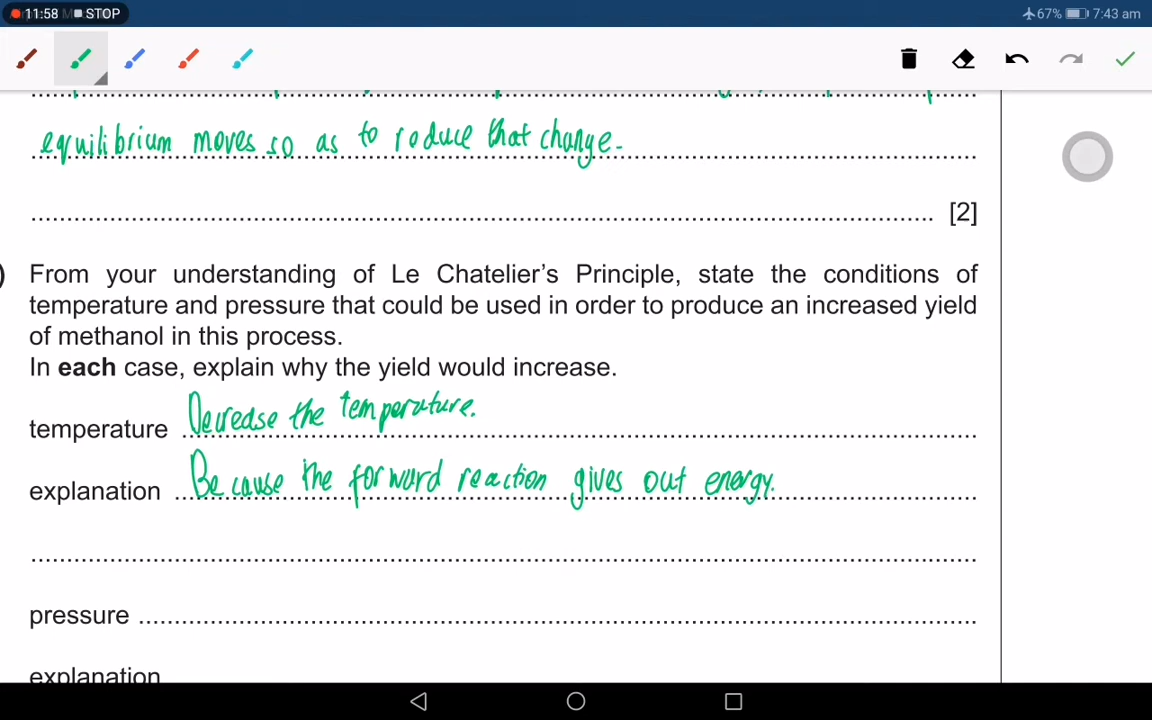 11:58 STOP 67% 7:43 am
equilibrium moves so as to reduce that change.
[2]
) From your understanding of Le Chatelier's Principle, state the conditions of
temperature and pressure that could be used in order to produce an increased yield
of methanol in this process.
In each case, explain why the yield would increase.
temperature Decrease the temperature.
explanation Because the forward reaction gives out energy.
pressure
explanation